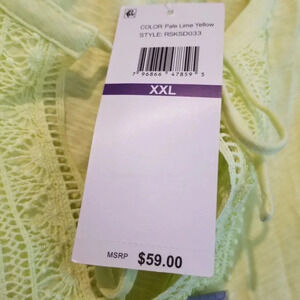 COLOR: Pale Lime Yellow
STYLE: RSKSD033
7 96866 47859 5
XXL
MSRP $59.00